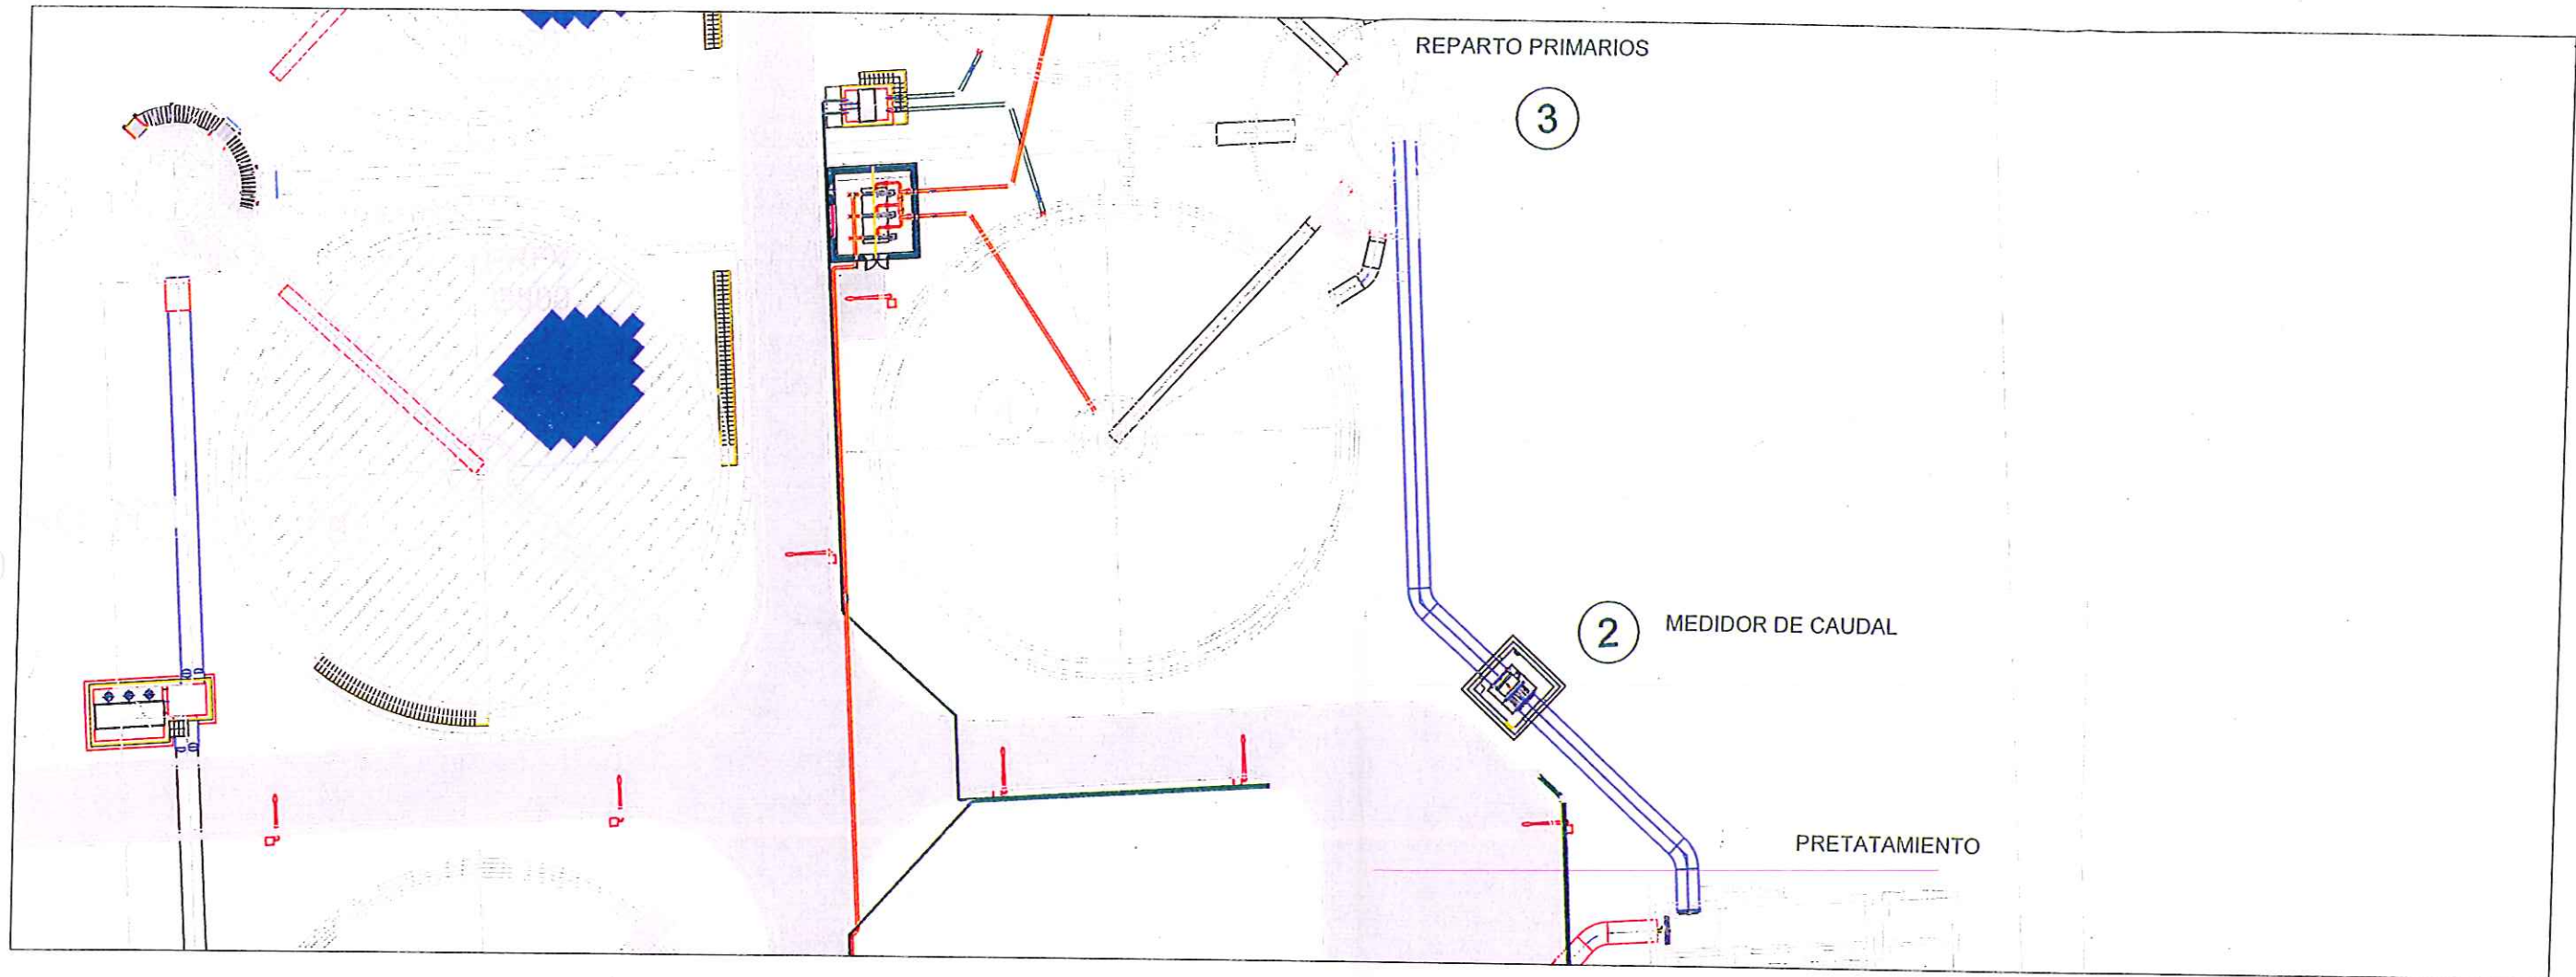 REPARTO PRIMARIOS
3
2
MEDIDOR DE CAUDAL
PRETATAMIENTO